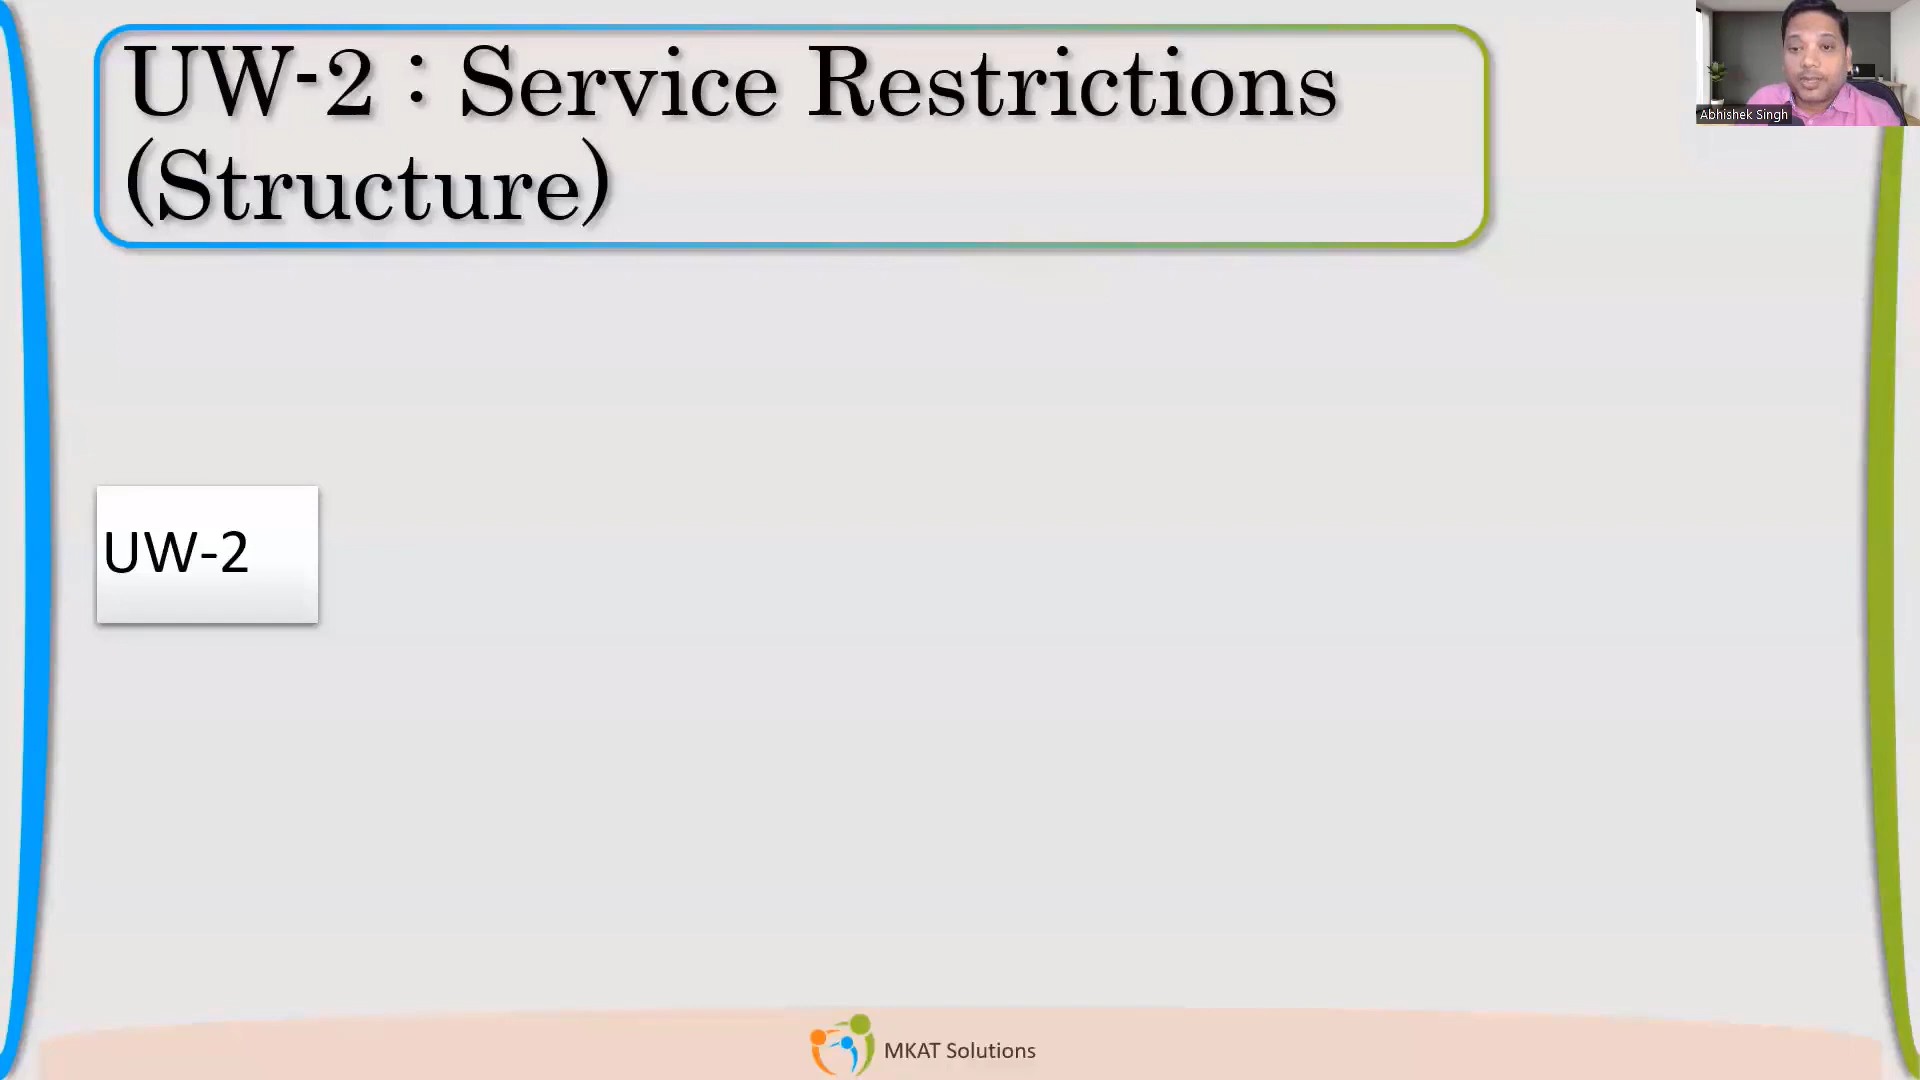 UW-2 : Service Restrictions
(Structure)
Abhishek Singh
UW-2
MKAT Solutions